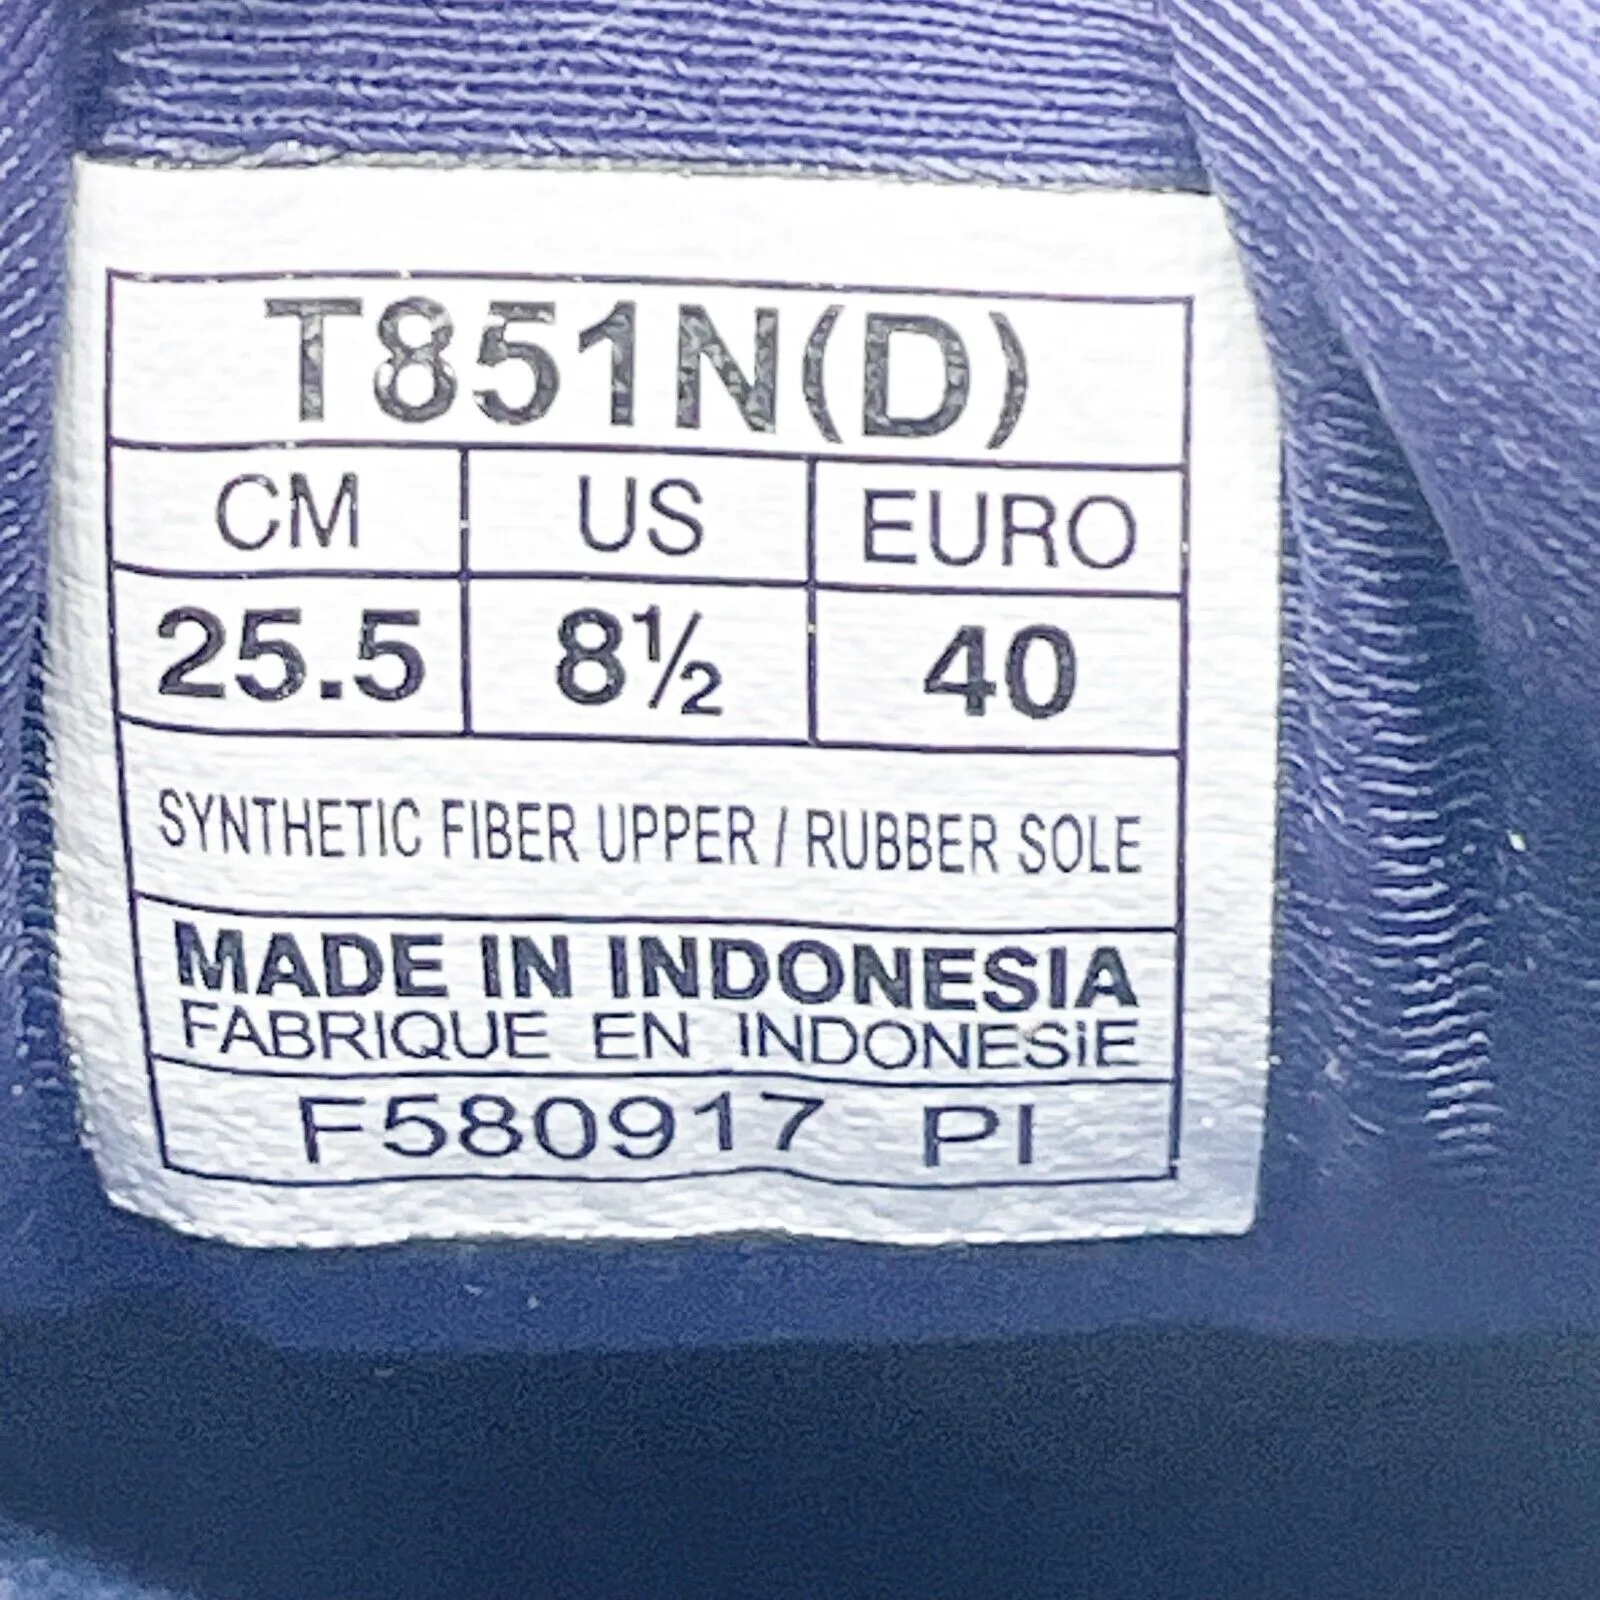 T851N(D)
CM US EURO
25.5 8½ 40
SYNTHETIC FIBER UPPER / RUBBER SOLE
MADE IN INDONESIA
FABRIQUE EN INDONESiE
F580917 PI